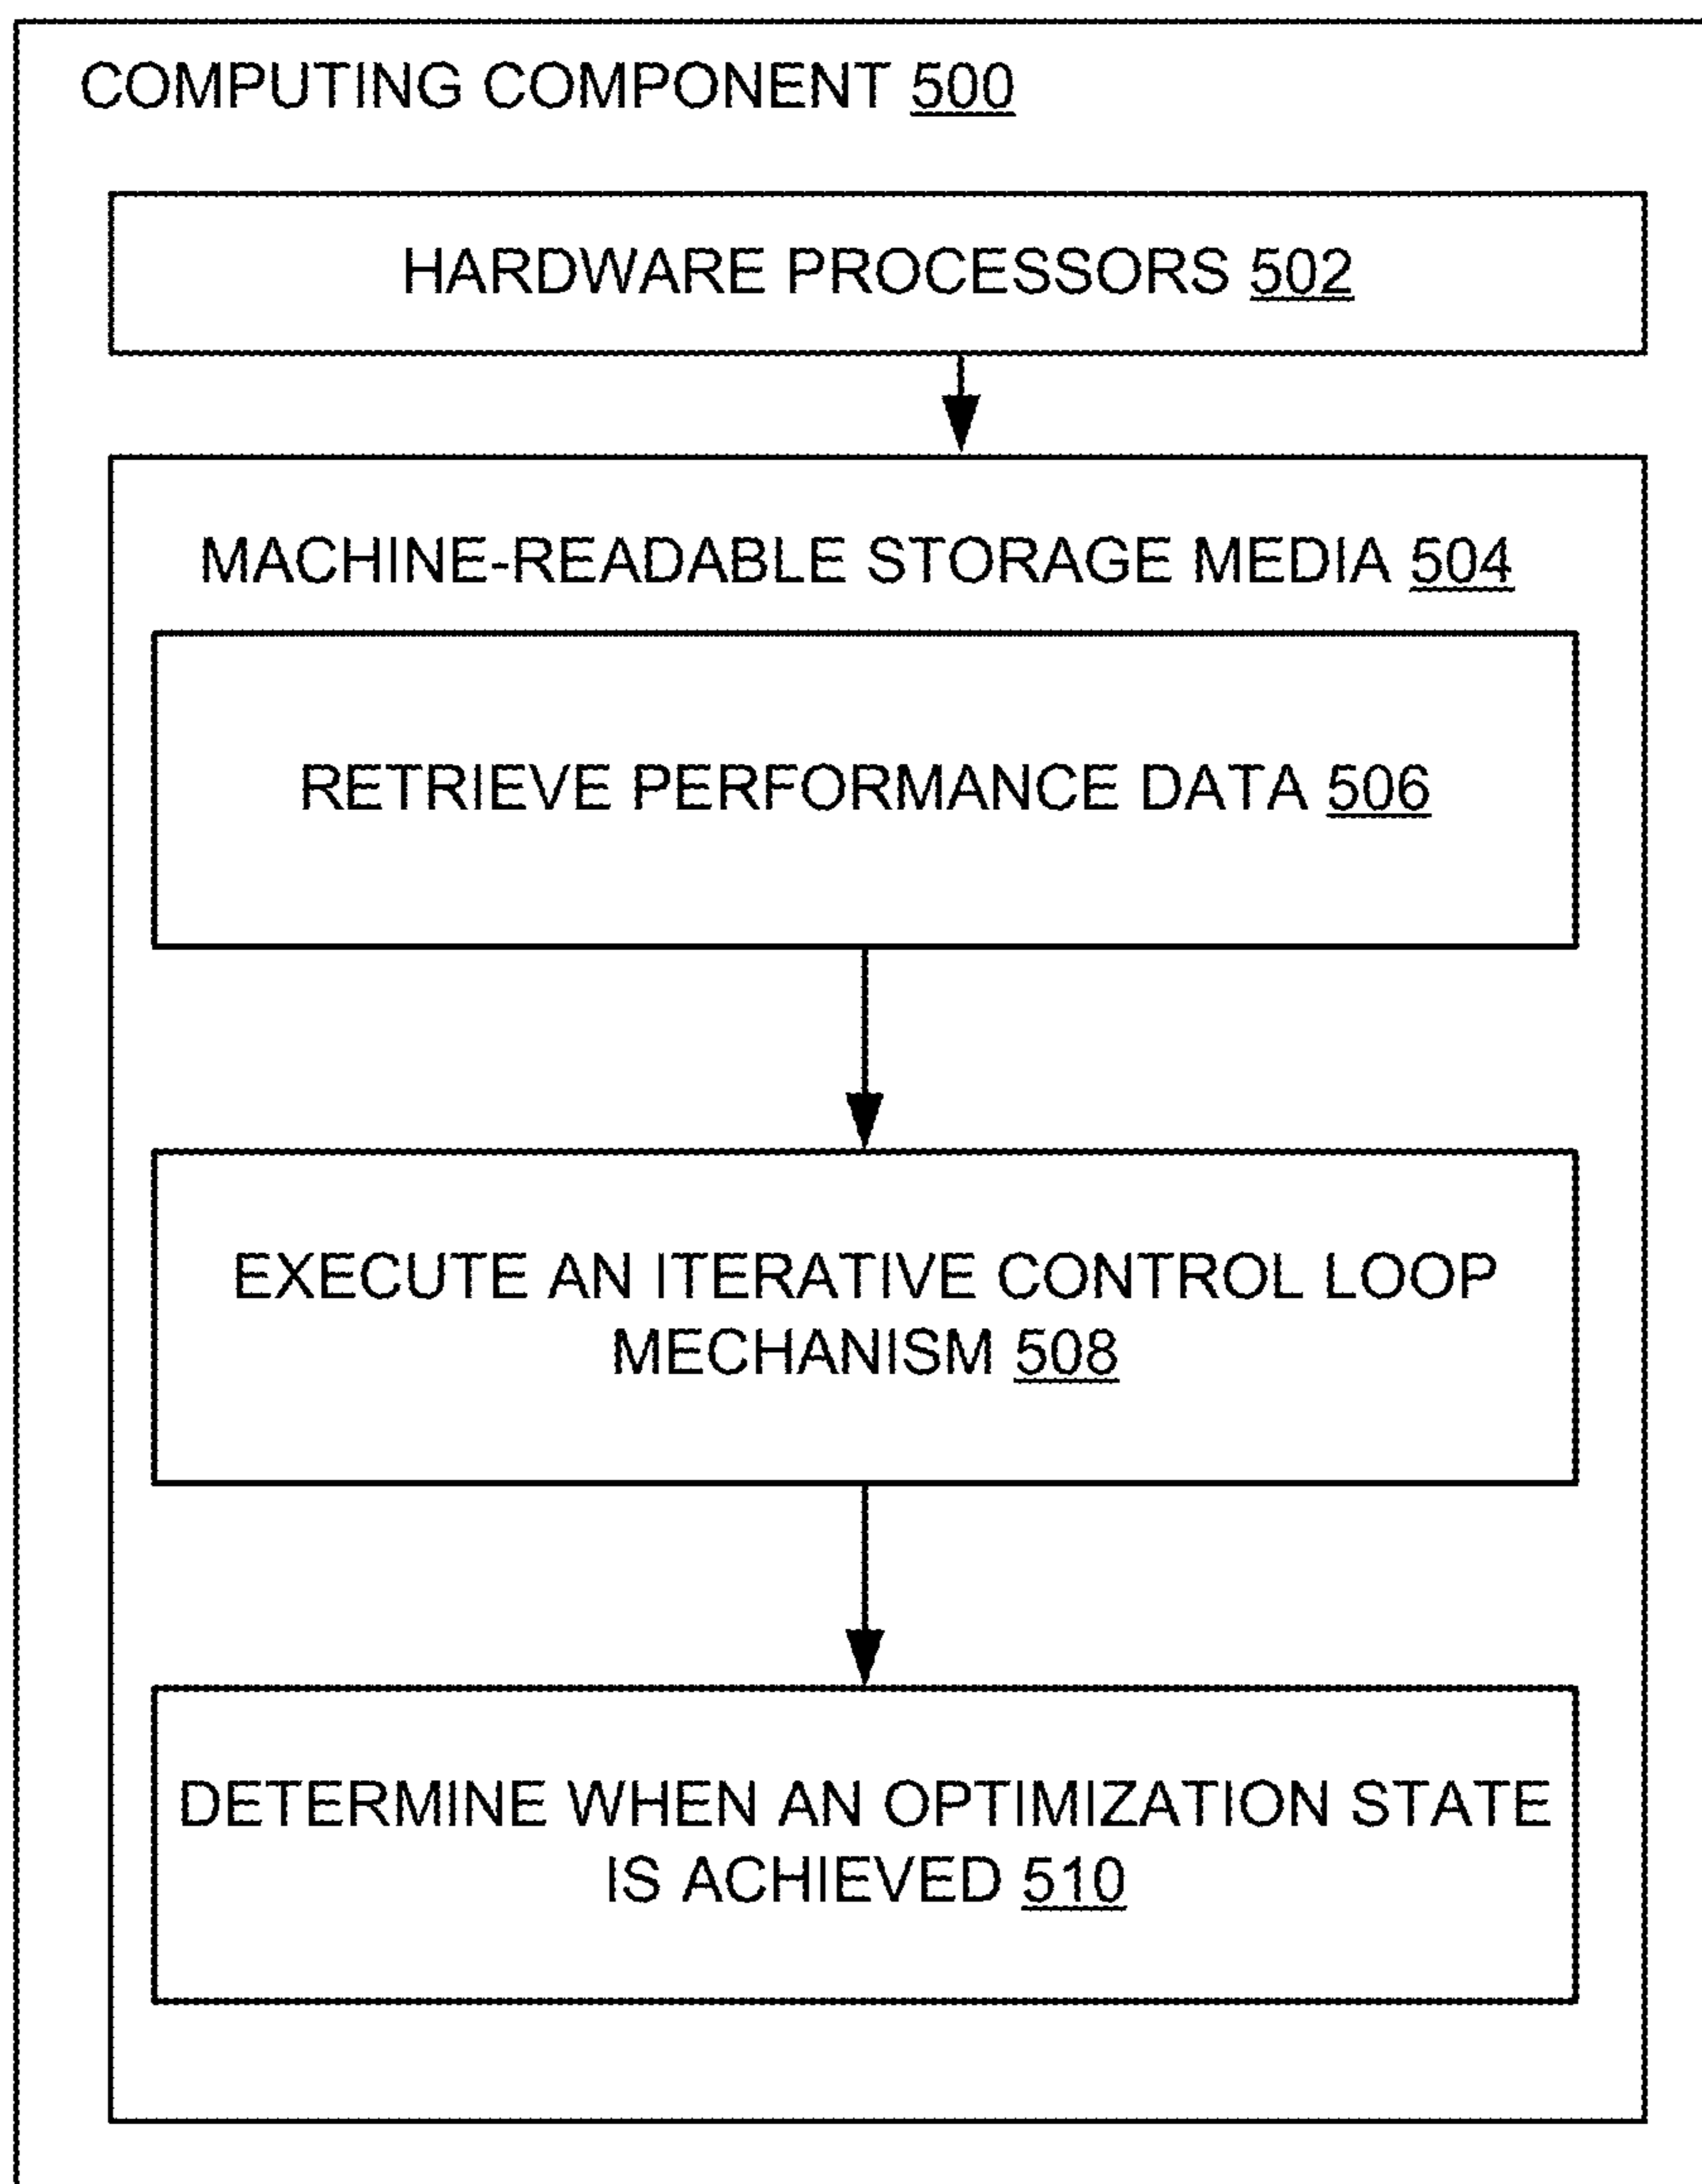 COMPUTING COMPONENT 500
HARDWARE PROCESSORS 502
MACHINE-READABLE STORAGE MEDIA 504
RETRIEVE PERFORMANCE DATA 506
EXECUTE AN ITERATIVE CONTROL LOOP
MECHANISM 508
DETERMINE WHEN AN OPTIMIZATION STATE
IS ACHIEVED 510